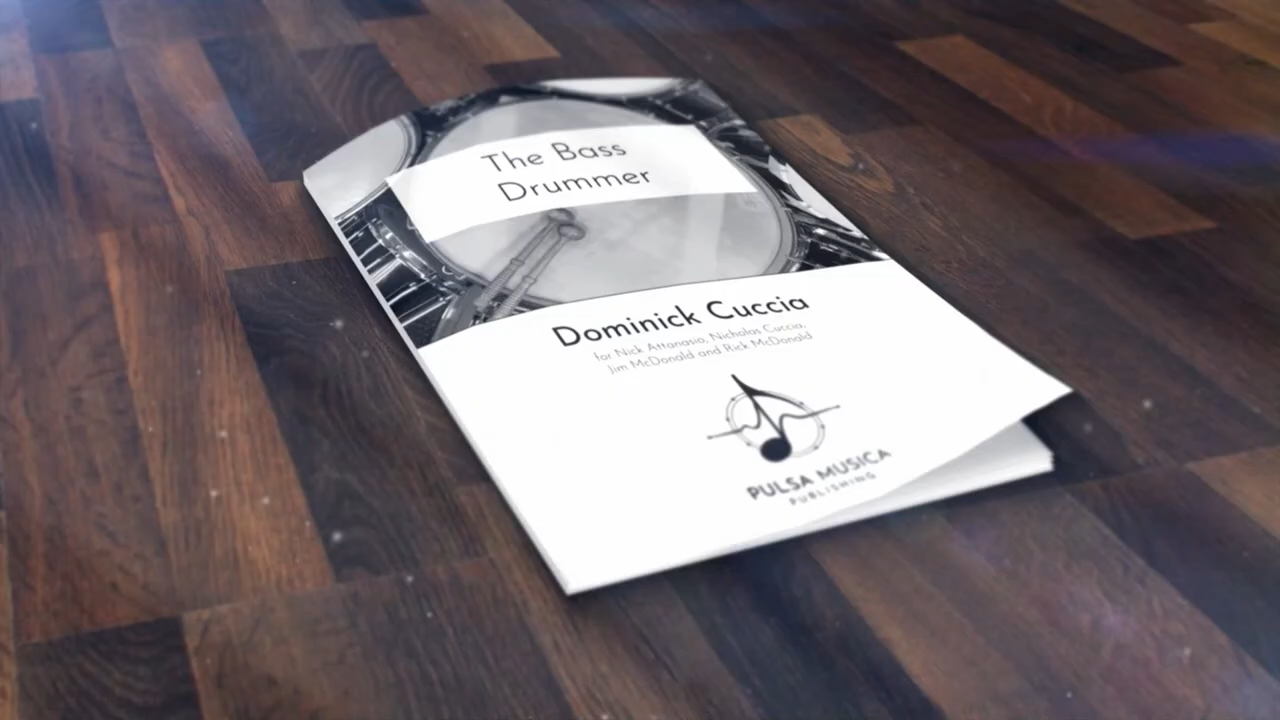 The Bass
Drummer
Dominick Cuccia
for Nick Attanasio, Nicholas Cuccia,
Jim McDonald and Rick McDonald
PULSA MUSICA
PUBLISHING